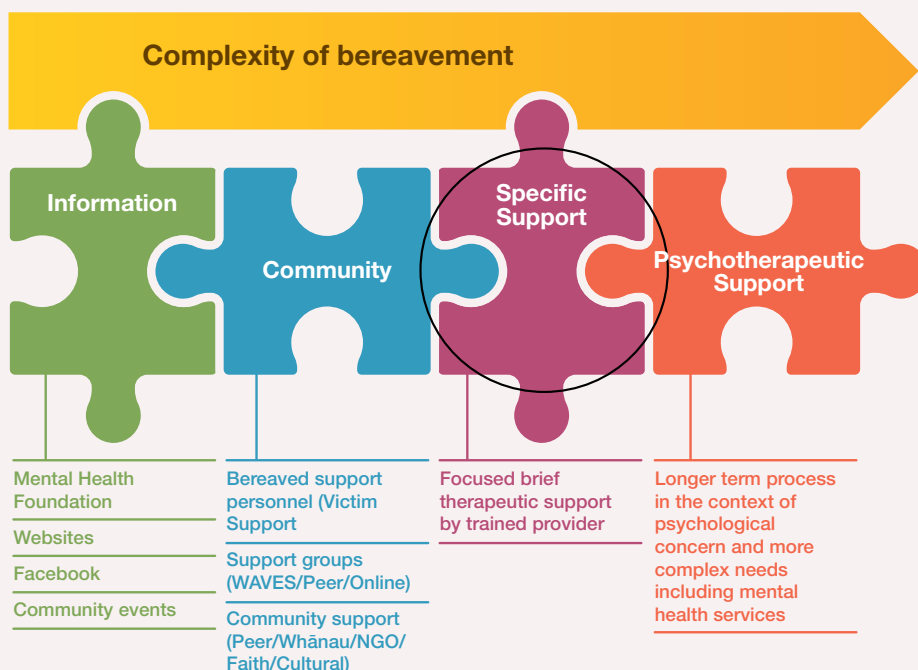 Complexity of bereavement
Information
Mental Health
Foundation
Websites
Facebook
Community events
Community
Bereaved support
personnel (Victim
Support
Support groups
(WAVES/Peer/Online)
Community support
(Peer/Whānau/NGO/
Faith/Cultural)
Specific
Support
Focused brief
therapeutic support
by trained provider
Psychotherapeutic
Support
Longer term process
in the context of
psychological
concern and more
complex needs
including mental
health services